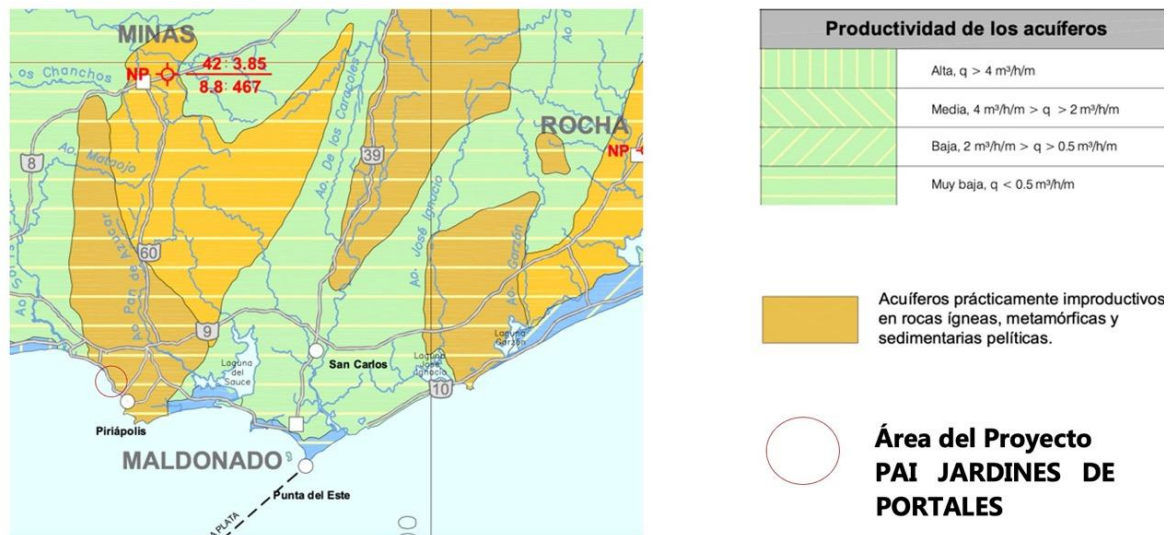 MINAS
os Chanchos
NP
42 : 3.85
8.8 : 467
Ao. De los Caracoles
ROCHA
NP
8
39
Ao. Mataojo
Ao. José Ignacio
Ao. Garzón
60
Ao. Pan de Azucar
9
Laguna del Sauce
San Carlos
Laguna José Ignacio
Laguna Garzón
10
Piriápolis
MALDONADO
Punta del Este
A PLATA
Productividad de los acuíferos
Alta, q > 4 m³/h/m
Media, 4 m³/h/m > q > 2 m³/h/m
Baja, 2 m³/h/m > q > 0.5 m³/h/m
Muy baja, q < 0.5 m³/h/m
Acuíferos prácticamente improductivos
en rocas ígneas, metamórficas y
sedimentarias pelíticas.
Área del Proyecto
PAI JARDINES DE
PORTALES